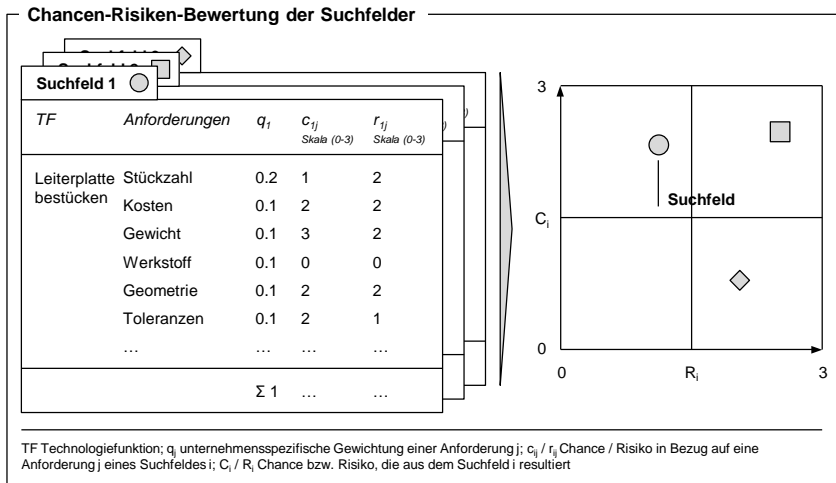 Chancen-Risiken-Bewertung der Suchfelder
Suchfeld 1
TF Anforderungen q1 c1j r1j
Skala (0-3) Skala (0-3)
Leiterplatte bestücken
Stückzahl 0.2 1 2
Kosten 0.1 2 2
Gewicht 0.1 3 2
Werkstoff 0.1 0 0
Geometrie 0.1 2 2
Toleranzen 0.1 2 1
… … … …
Σ 1 … …
3
Suchfeld
Ci
0
0 Ri 3
TF Technologiefunktion; qj unternehmensspezifische Gewichtung einer Anforderung j; cij / rij Chance / Risiko in Bezug auf eine
Anforderung j eines Suchfeldes i; Ci / Ri Chance bzw. Risiko, die aus dem Suchfeld i resultiert